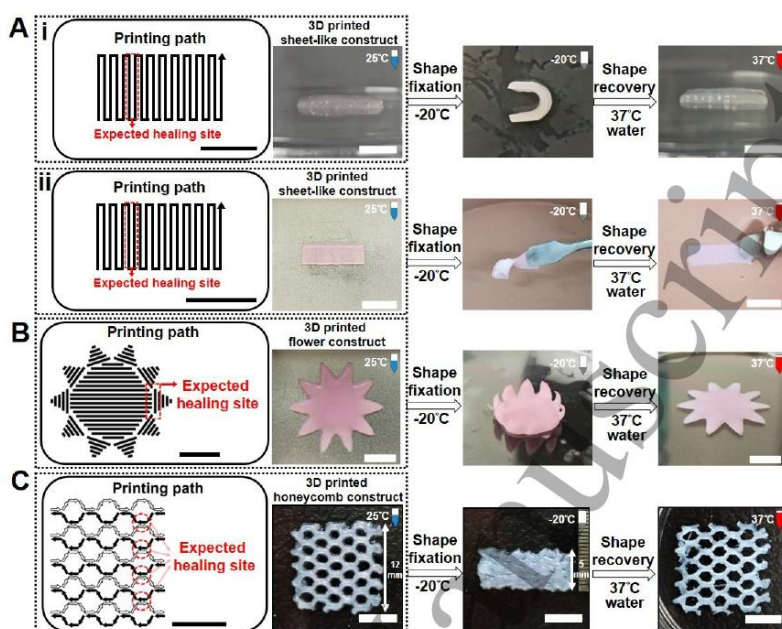 A
i
Printing path
Expected healing site
3D printed
sheet-like construct
25°C
Shape
fixation
-20°C
-20°C
Shape
recovery
37°C
water
37°C
ii
Printing path
Expected healing site
3D printed
sheet-like construct
25°C
Shape
fixation
-20°C
-20°C
Shape
recovery
37°C
water
37°C
B
Printing path
Expected
healing site
3D printed
flower construct
25°C
Shape
fixation
-20°C
-20°C
Shape
recovery
37°C
water
37°C
C
Printing path
Expected
healing site
3D printed
honeycomb construct
25°C
12
mm
Shape
fixation
-20°C
-20°C
5
mm
Shape
recovery
37°C
water
37°C
nuscrip